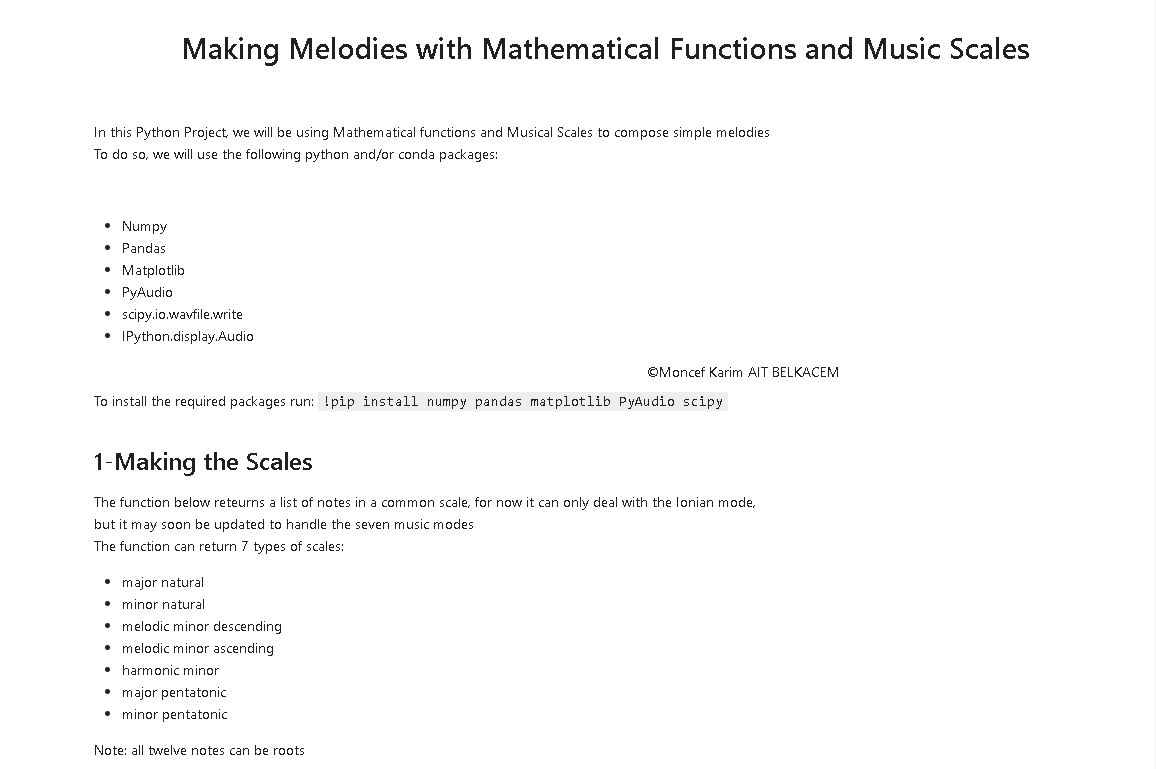 Making Melodies with Mathematical Functions and Music Scales
In this Python Project, we will be using Mathematical functions and Musical Scales to compose simple melodies
To do so, we will use the following python and/or conda packages:
• Numpy
• Pandas
• Matplotlib
• PyAudio
• scipy.io.wavfile.write
• IPython.display.Audio
©Moncef Karim AIT BELKACEM
To install the required packages run: !pip install numpy pandas matplotlib PyAudio scipy
1-Making the Scales
The function below reteurns a list of notes in a common scale, for now it can only deal with the Ionian mode,
but it may soon be updated to handle the seven music modes
The function can return 7 types of scales:
• major natural
• minor natural
• melodic minor descending
• melodic minor ascending
• harmonic minor
• major pentatonic
• minor pentatonic
Note: all twelve notes can be roots